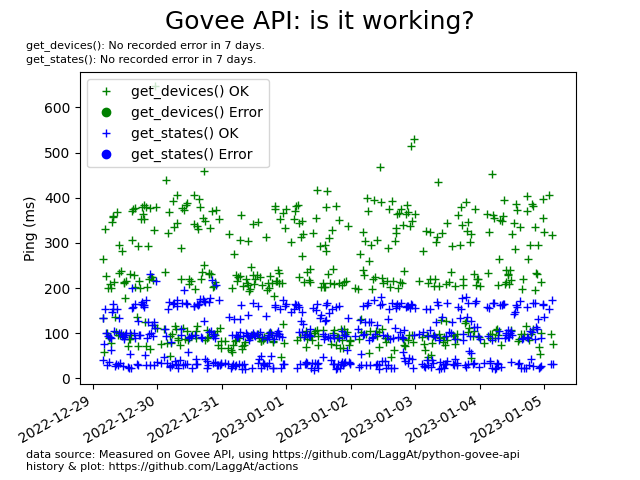 Govee API: is it working?
get_devices(): No recorded error in 7 days.
get_states(): No recorded error in 7 days.
get_devices() OK
get_devices() Error
get_states() OK
get_states() Error
Ping (ms)
600
500
400
300
200
100
0
2022-12-29
2022-12-30
2022-12-31
2023-01-01
2023-01-02
2023-01-03
2023-01-04
2023-01-05
data source: Measured on Govee API, using https://github.com/LaggAt/python-govee-api
history & plot: https://github.com/LaggAt/actions